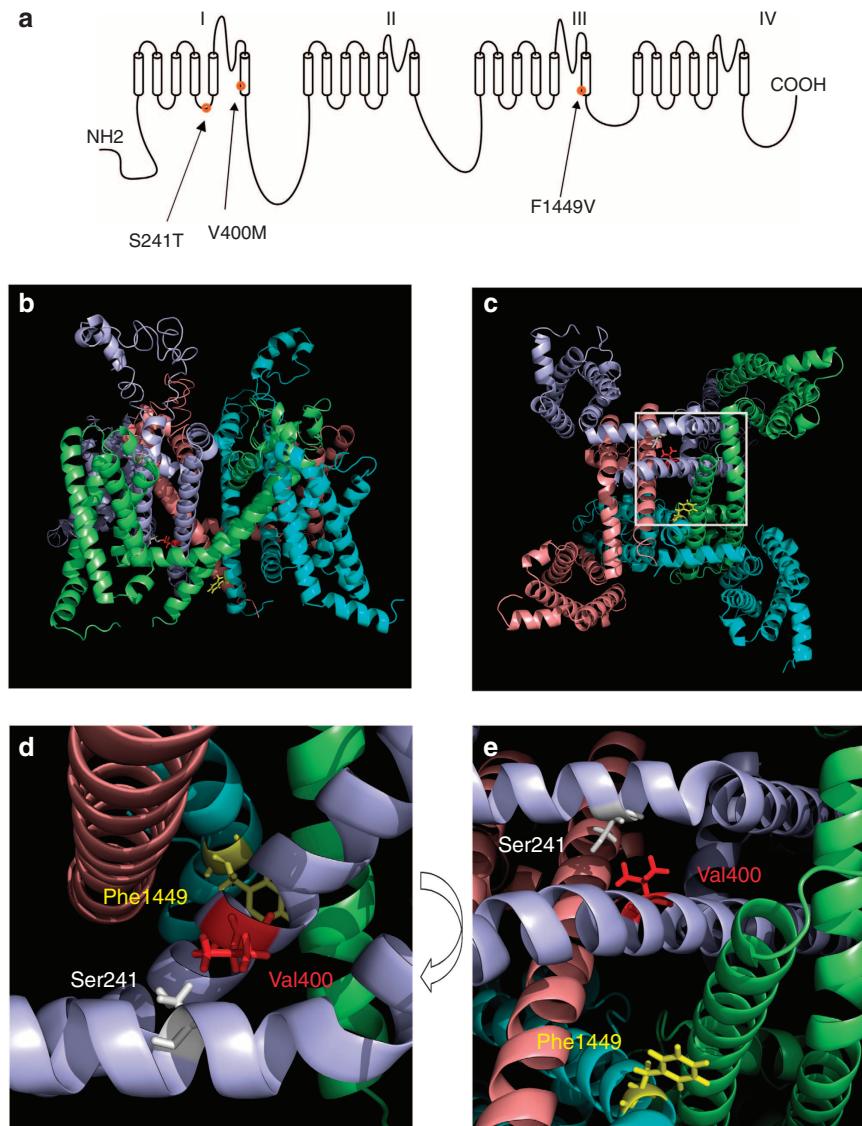 a
I II III IV
COOH
NH2
S241T
V400M
F1449V
b
c
d
Phe1449
Ser241
Val400
e
Ser241
Val400
Phe1449